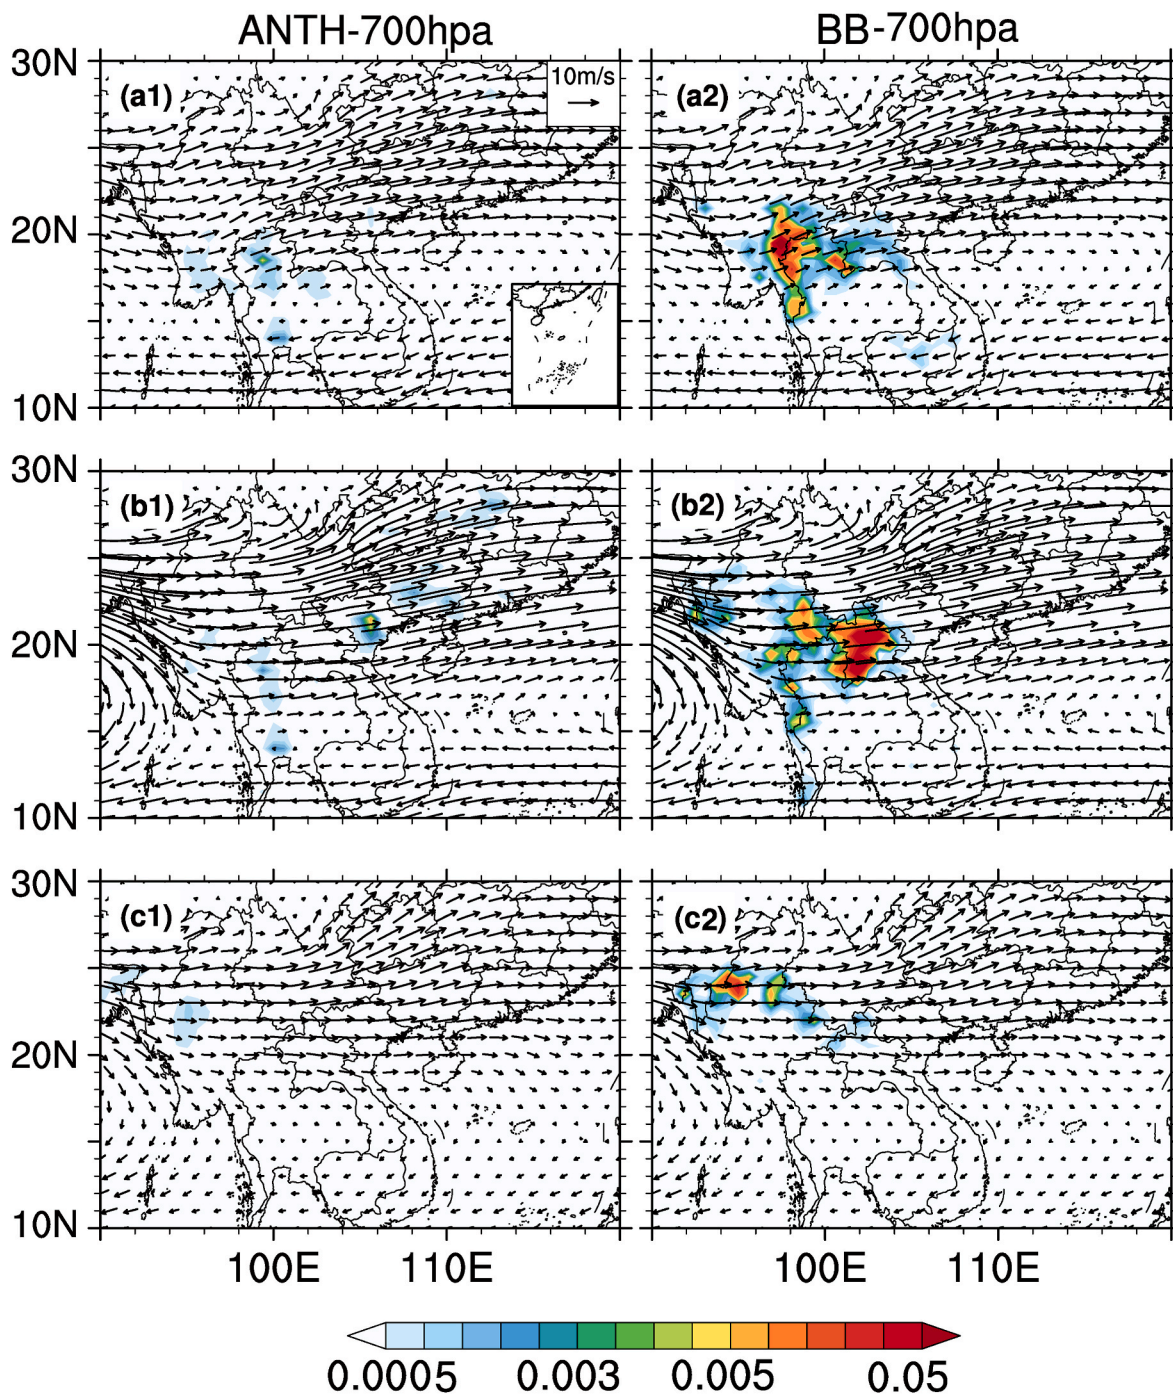 ANTH-700hpa BB-700hpa
30N (a1) 10m/s (a2)
20N
10N
30N (b1) (b2)
20N
10N
30N (c1) (c2)
20N
10N
100E 110E 100E 110E
0.0005 0.003 0.005 0.05